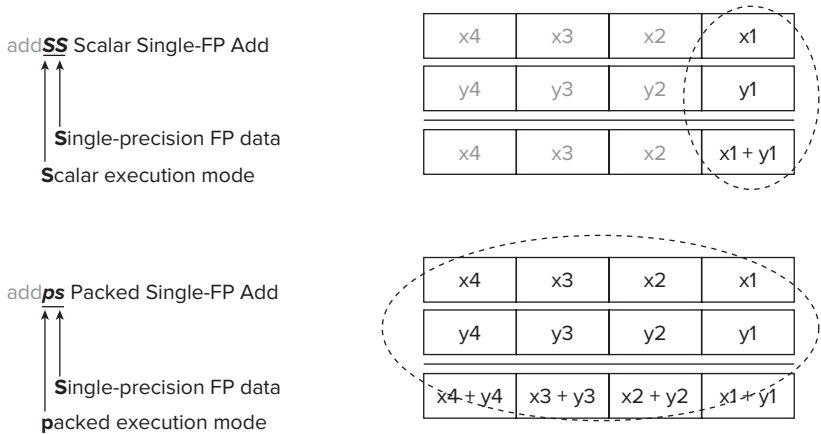 addSS Scalar Single-FP Add
Single-precision FP data
Scalar execution mode
x4 x3 x2 x1
y4 y3 y2 y1
x4 x3 x2 x1 + y1
addps Packed Single-FP Add
Single-precision FP data
packed execution mode
x4 x3 x2 x1
y4 y3 y2 y1
x4 + y4 x3 + y3 x2 + y2 x1 + y1